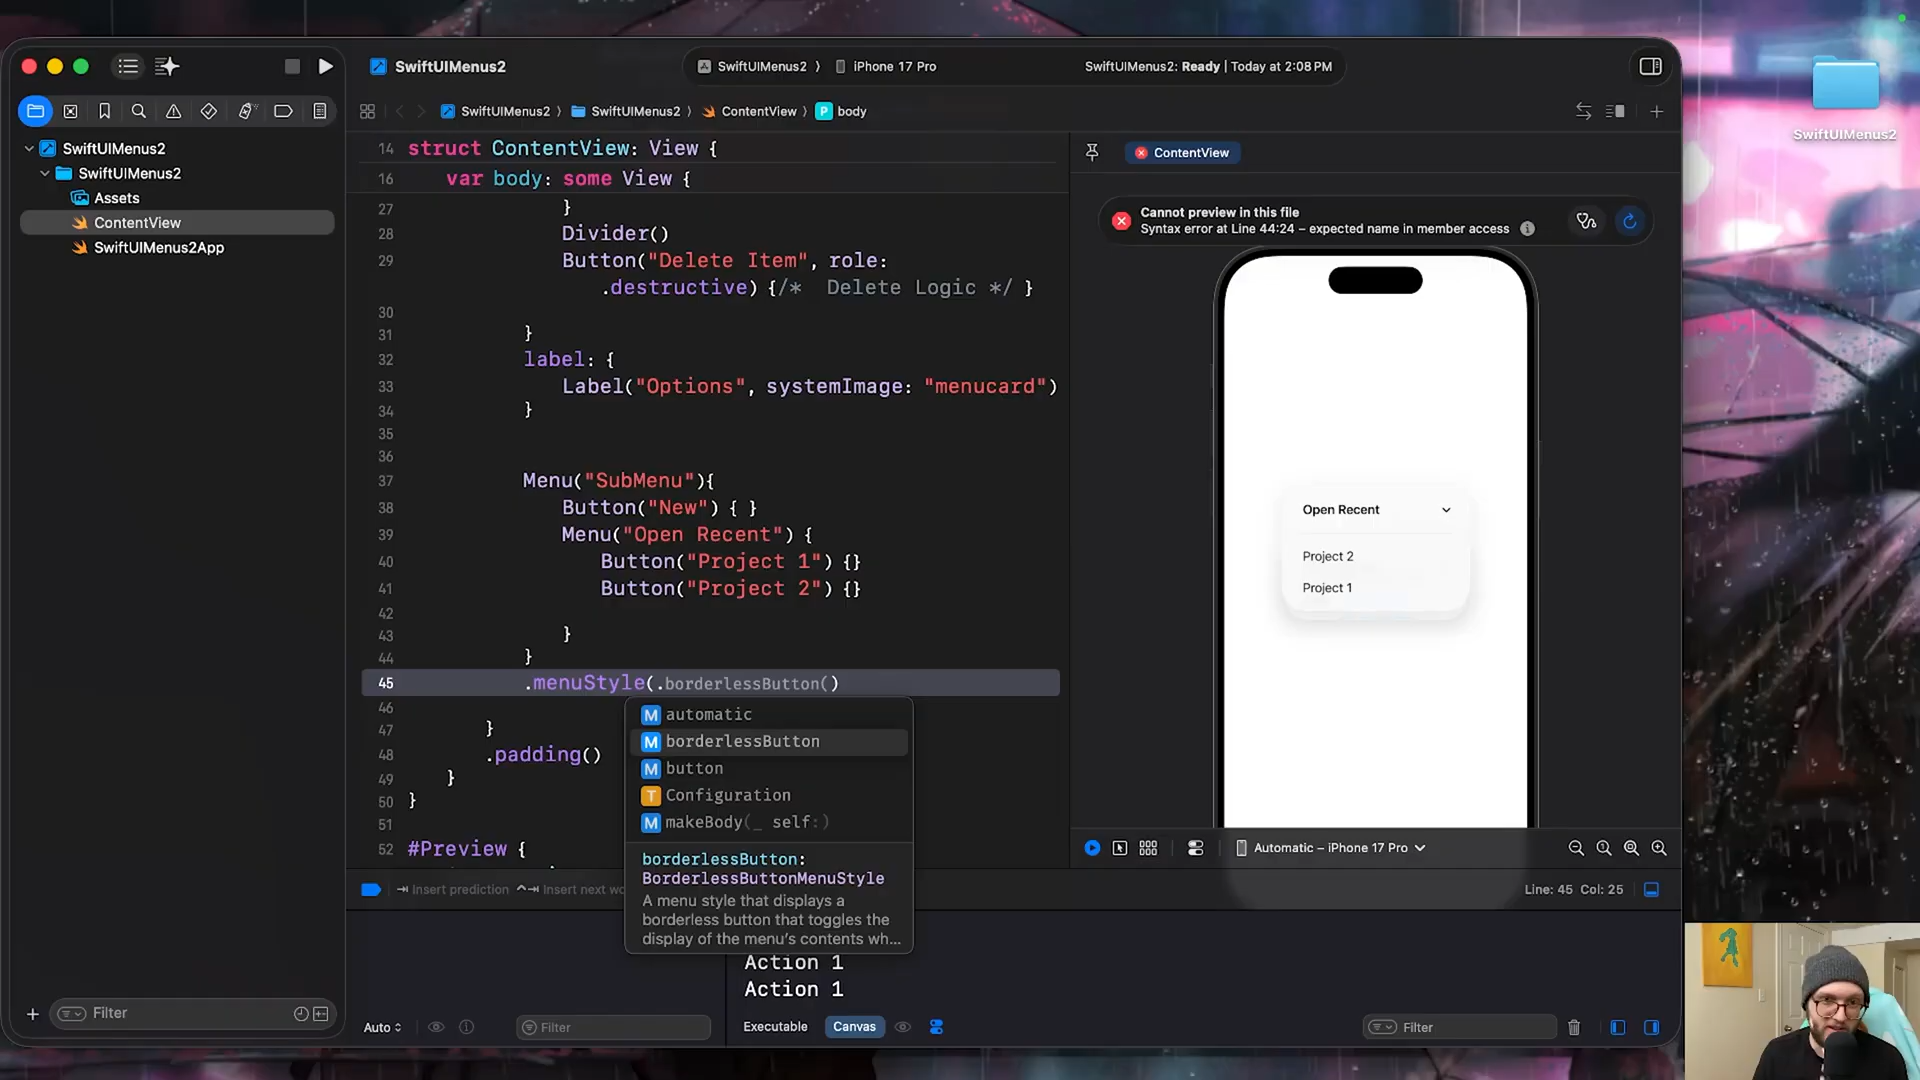 SwiftUIMenus2
SwiftUIMenus2 〉 iPhone 17 Pro
SwiftUIMenus2: Ready | Today at 2:08 PM
SwiftUIMenus2 〉 SwiftUIMenus2 〉 ContentView 〉 P body
SwiftUIMenus2
SwiftUIMenus2
Assets
ContentView
SwiftUIMenus2App
Filter
14 struct ContentView: View {
16 var body: some View {
27 }
28 Divider()
29 Button("Delete Item", role:
.destructive) {/*  Delete Logic */ }
30
31 }
32 label: {
33 Label("Options", systemImage: "menucard")
34 }
35
36
37 Menu("SubMenu"){
38 Button("New") { }
39 Menu("Open Recent") {
40 Button("Project 1") {}
41 Button("Project 2") {}
42
43 }
44 }
45 .menuStyle(.borderlessButton()
46
47 }
48 .padding()
49 }
50 }
51
52 #Preview {
M automatic
M borderlessButton
M button
T Configuration
M makeBody(_ self:)
borderlessButton:
BorderlessButtonMenuStyle
A menu style that displays a
borderless button that toggles the
display of the menu's contents wh...
Insert prediction Insert next wo
Line: 45 Col: 25
ContentView
Cannot preview in this file
Syntax error at Line 44:24 – expected name in member access
Open Recent
Project 2
Project 1
Automatic – iPhone 17 Pro
Action 1
Action 1
Auto
Filter
Executable Canvas
Filter
SwiftUIMenus2